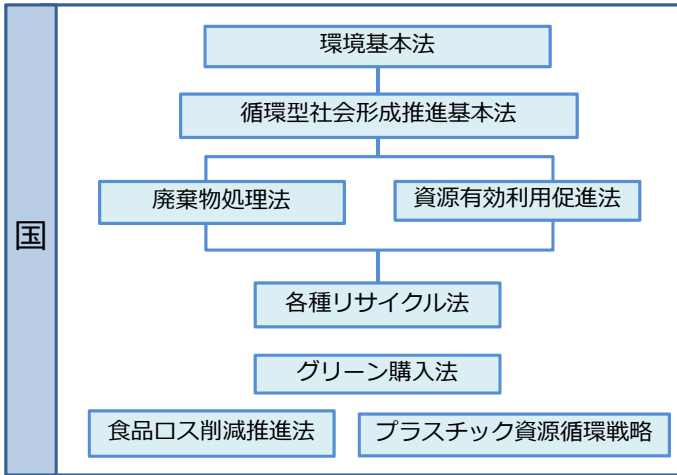 国
環境基本法
循環型社会形成推進基本法
廃棄物処理法
資源有効利用促進法
各種リサイクル法
グリーン購入法
食品ロス削減推進法
プラスチック資源循環戦略